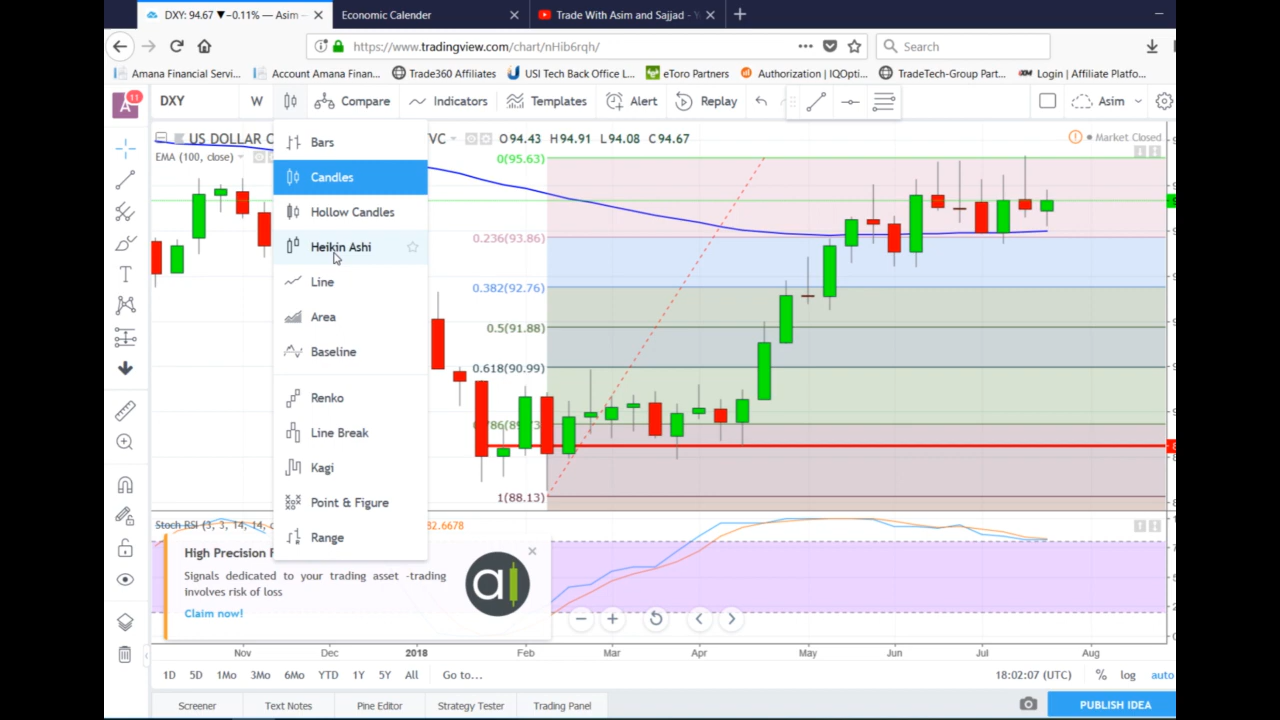 DXY: 94.67 ▼−0.11% — Asim —
Economic Calender
Trade With Asim and Sajjad -
https://www.tradingview.com/chart/nHib6rqh/
Search
Amana Financial Servi...
Account Amana Finan...
Trade360 Affiliates
USI Tech Back Office L...
eToro Partners
Authorization | IQOpti...
TradeTech-Group Part...
Login | Affiliate Platfo...
A
11
DXY
W
Compare
Indicators
Templates
Alert
Replay
Asim
US DOLLAR C
VC
O94.43 H94.91 L94.08 C94.67
Market Closed
EMA (100, close)
Bars
Candles
Hollow Candles
Heikin Ashi
Line
Area
Baseline
Renko
Line Break
Kagi
Point & Figure
Range
0(95.63)
0.236(93.86)
0.382(92.76)
0.5(91.88)
0.618(90.99)
1(88.13)
Stoch RSI (3, 3, 14, 14, c
82.6678
High Precision F
Signals dedicated to your trading asset -trading
involves risk of loss
Claim now!
Nov
Dec
2018
Feb
Mar
Apr
May
Jun
Jul
Aug
1D
5D
1Mo
3Mo
6Mo
YTD
1Y
5Y
All
Go to...
18:02:07 (UTC)
%
log
auto
Screener
Text Notes
Pine Editor
Strategy Tester
Trading Panel
PUBLISH IDEA